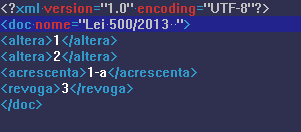 <?xml version="1.0" encoding="UTF-8"?>
<doc nome="Lei 500/2013 ">
<altera>1</altera>
<altera>2</altera>
<acrescenta>1-a</acrescenta>
<revoga>3</revoga>
</doc>